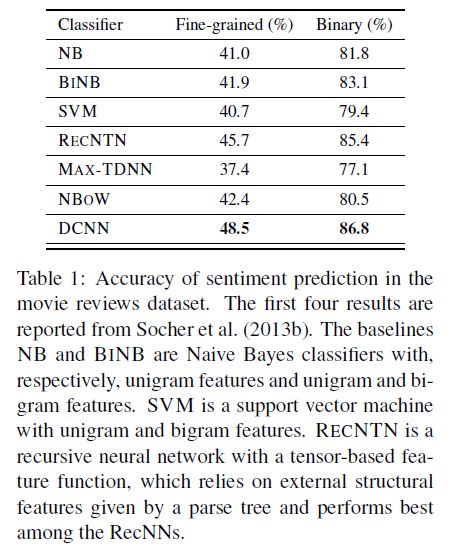 Classifier Fine-grained (%) Binary (%)
NB 41.0 81.8
BINB 41.9 83.1
SVM 40.7 79.4
RECNTN 45.7 85.4
MAX-TDNN 37.4 77.1
NBOW 42.4 80.5
DCNN 48.5 86.8
Table 1: Accuracy of sentiment prediction in the
movie reviews dataset. The first four results are
reported from Socher et al. (2013b). The baselines
NB and BINB are Naive Bayes classifiers with,
respectively, unigram features and unigram and bi-
gram features. SVM is a support vector machine
with unigram and bigram features. RECNTN is a
recursive neural network with a tensor-based fea-
ture function, which relies on external structural
features given by a parse tree and performs best
among the RecNNs.